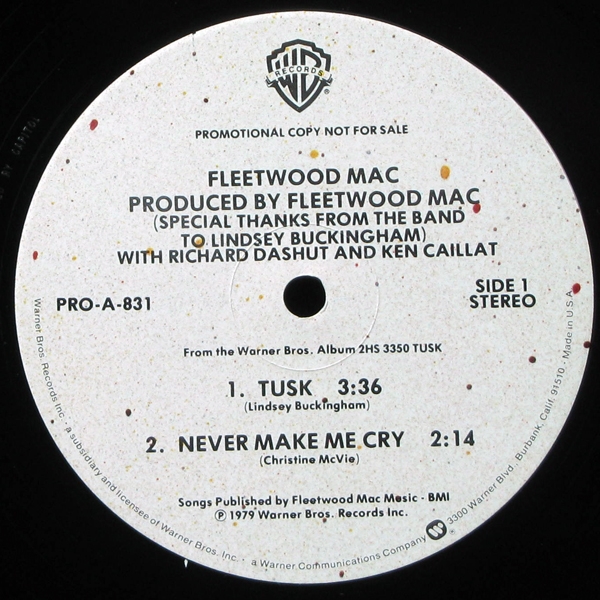 WB
RECORDS
®
PROMOTIONAL COPY NOT FOR SALE
FLEETWOOD MAC
PRODUCED BY FLEETWOOD MAC
(SPECIAL THANKS FROM THE BAND
TO LINDSEY BUCKINGHAM)
WITH RICHARD DASHUT AND KEN CAILLAT
PRO-A-831
SIDE 1
STEREO
From the Warner Bros. Album 2HS 3350 TUSK
1. TUSK 3:36
(Lindsey Buckingham)
2. NEVER MAKE ME CRY 2:14
(Christine McVie)
Songs Published by Fleetwood Mac Music - BMI
℗ 1979 Warner Bros. Records Inc.
Warner Bros. Records Inc. · a subsidiary and licensee of Warner Bros. Inc. · a Warner Communications Company W 3300 Warner Blvd., Burbank, Calif. 91510 · Made in U.S.A.